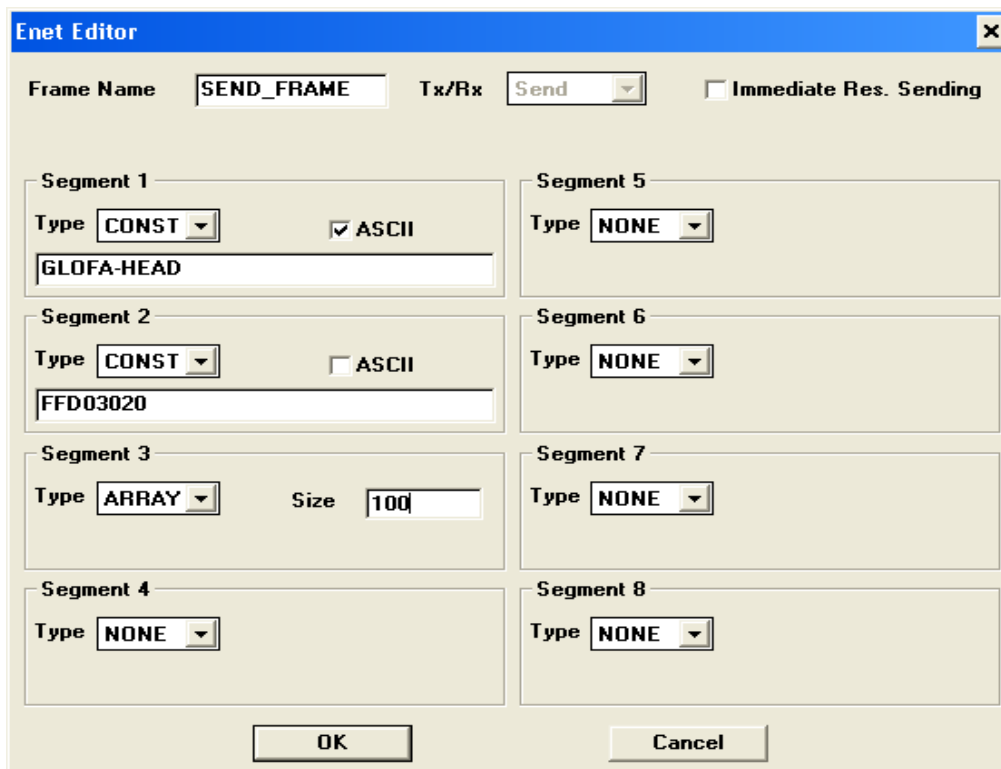 Enet Editor
Frame Name SEND_FRAME Tx/Rx Send Immediate Res. Sending
Segment 1
Type CONST ASCII
GLOFA-HEAD
Segment 2
Type CONST ASCII
FFD03020
Segment 3
Type ARRAY Size 100
Segment 4
Type NONE
Segment 5
Type NONE
Segment 6
Type NONE
Segment 7
Type NONE
Segment 8
Type NONE
OK Cancel